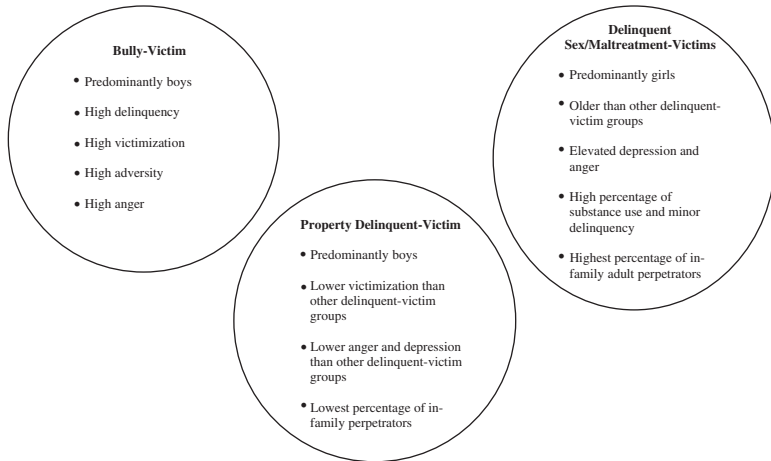 Bully-Victim
• Predominantly boys
• High delinquency
• High victimization
• High adversity
• High anger
Delinquent
Sex/Maltreatment-Victims
• Predominantly girls
• Older than other delinquent-
victim groups
• Elevated depression and
anger
• High percentage of
substance use and minor
delinquency
• Highest percentage of in-
family adult perpetrators
Property Delinquent-Victim
• Predominantly boys
• Lower victimization than
other delinquent-victim
groups
• Lower anger and depression
than other delinquent-victim
groups
• Lowest percentage of in-
family perpetrators